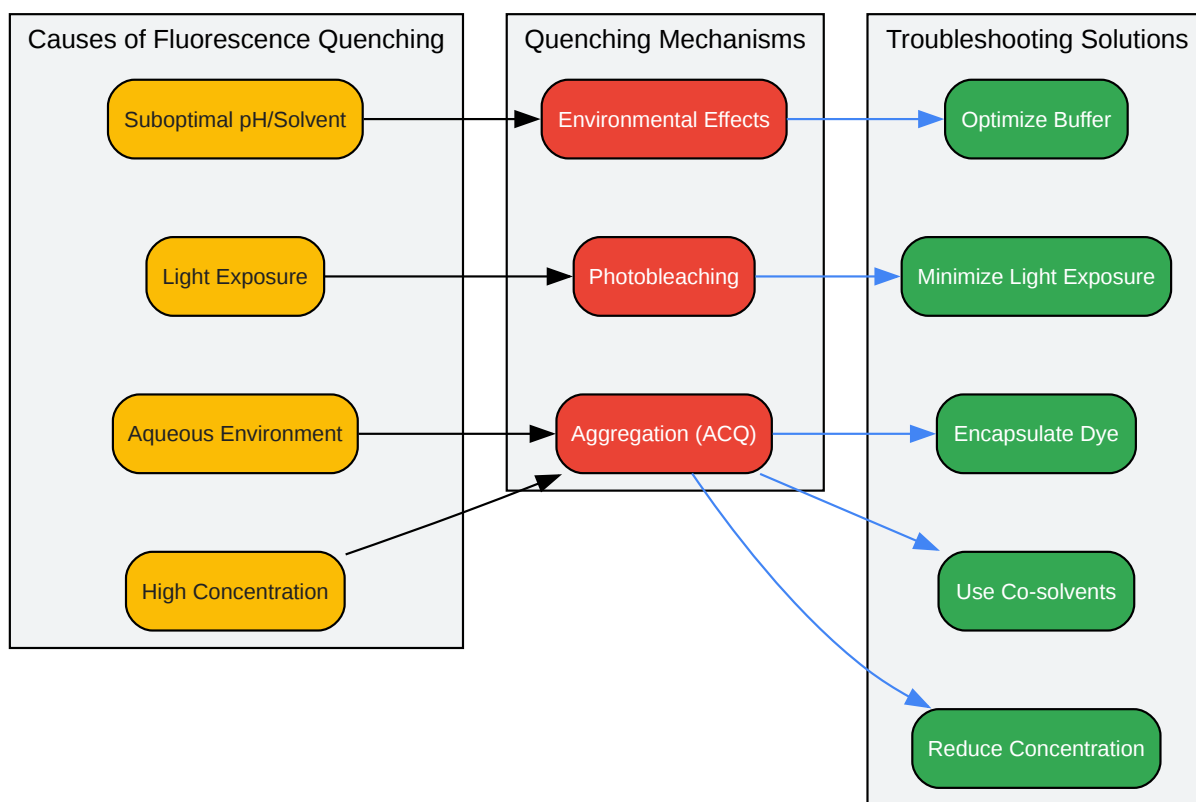 Causes of Fluorescence Quenching
Suboptimal pH/Solvent
Light Exposure
Aqueous Environment
High Concentration
Quenching Mechanisms
Environmental Effects
Photobleaching
Aggregation (ACQ)
Troubleshooting Solutions
Optimize Buffer
Minimize Light Exposure
Encapsulate Dye
Use Co-solvents
Reduce Concentration